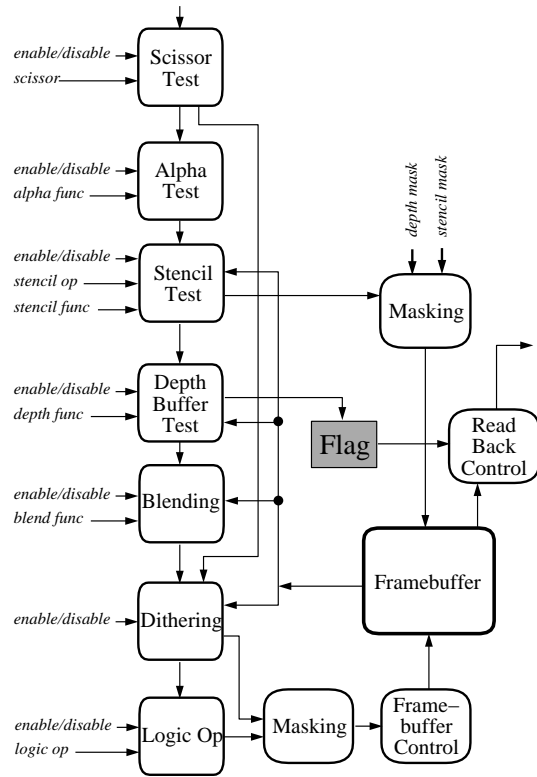 enable/disable
scissor
Scissor
Test
enable/disable
alpha func
Alpha
Test
depth mask
stencil mask
enable/disable
stencil op
stencil func
Stencil
Test
Masking
enable/disable
depth func
Depth
Buffer
Test
Flag
Read
Back
Control
enable/disable
blend func
Blending
Framebuffer
enable/disable
Dithering
enable/disable
logic op
Logic Op
Masking
Frame–
buffer
Control